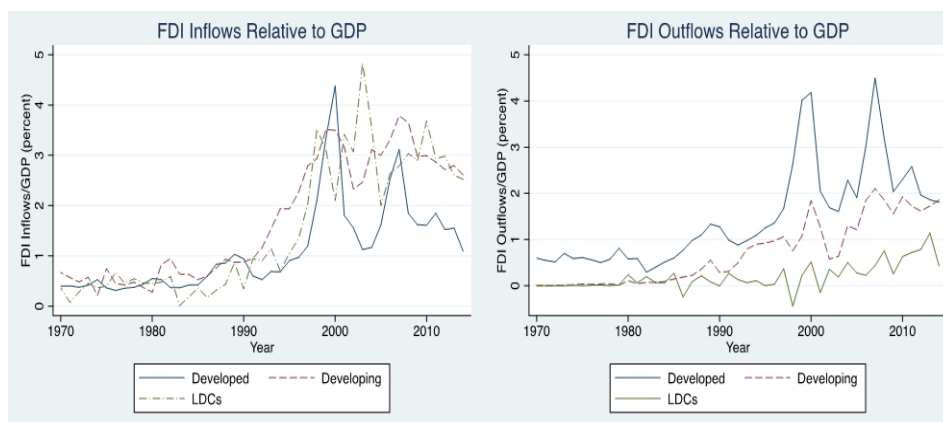 FDI Inflows Relative to GDP
FDI Inflows/GDP (percent)
5
4
3
2
1
0
1970 1980 1990 2000 2010
Year
Developed Developing
LDCs
FDI Outflows Relative to GDP
FDI Outflows/GDP (percent)
5
4
3
2
1
0
1970 1980 1990 2000 2010
Year
Developed Developing
LDCs